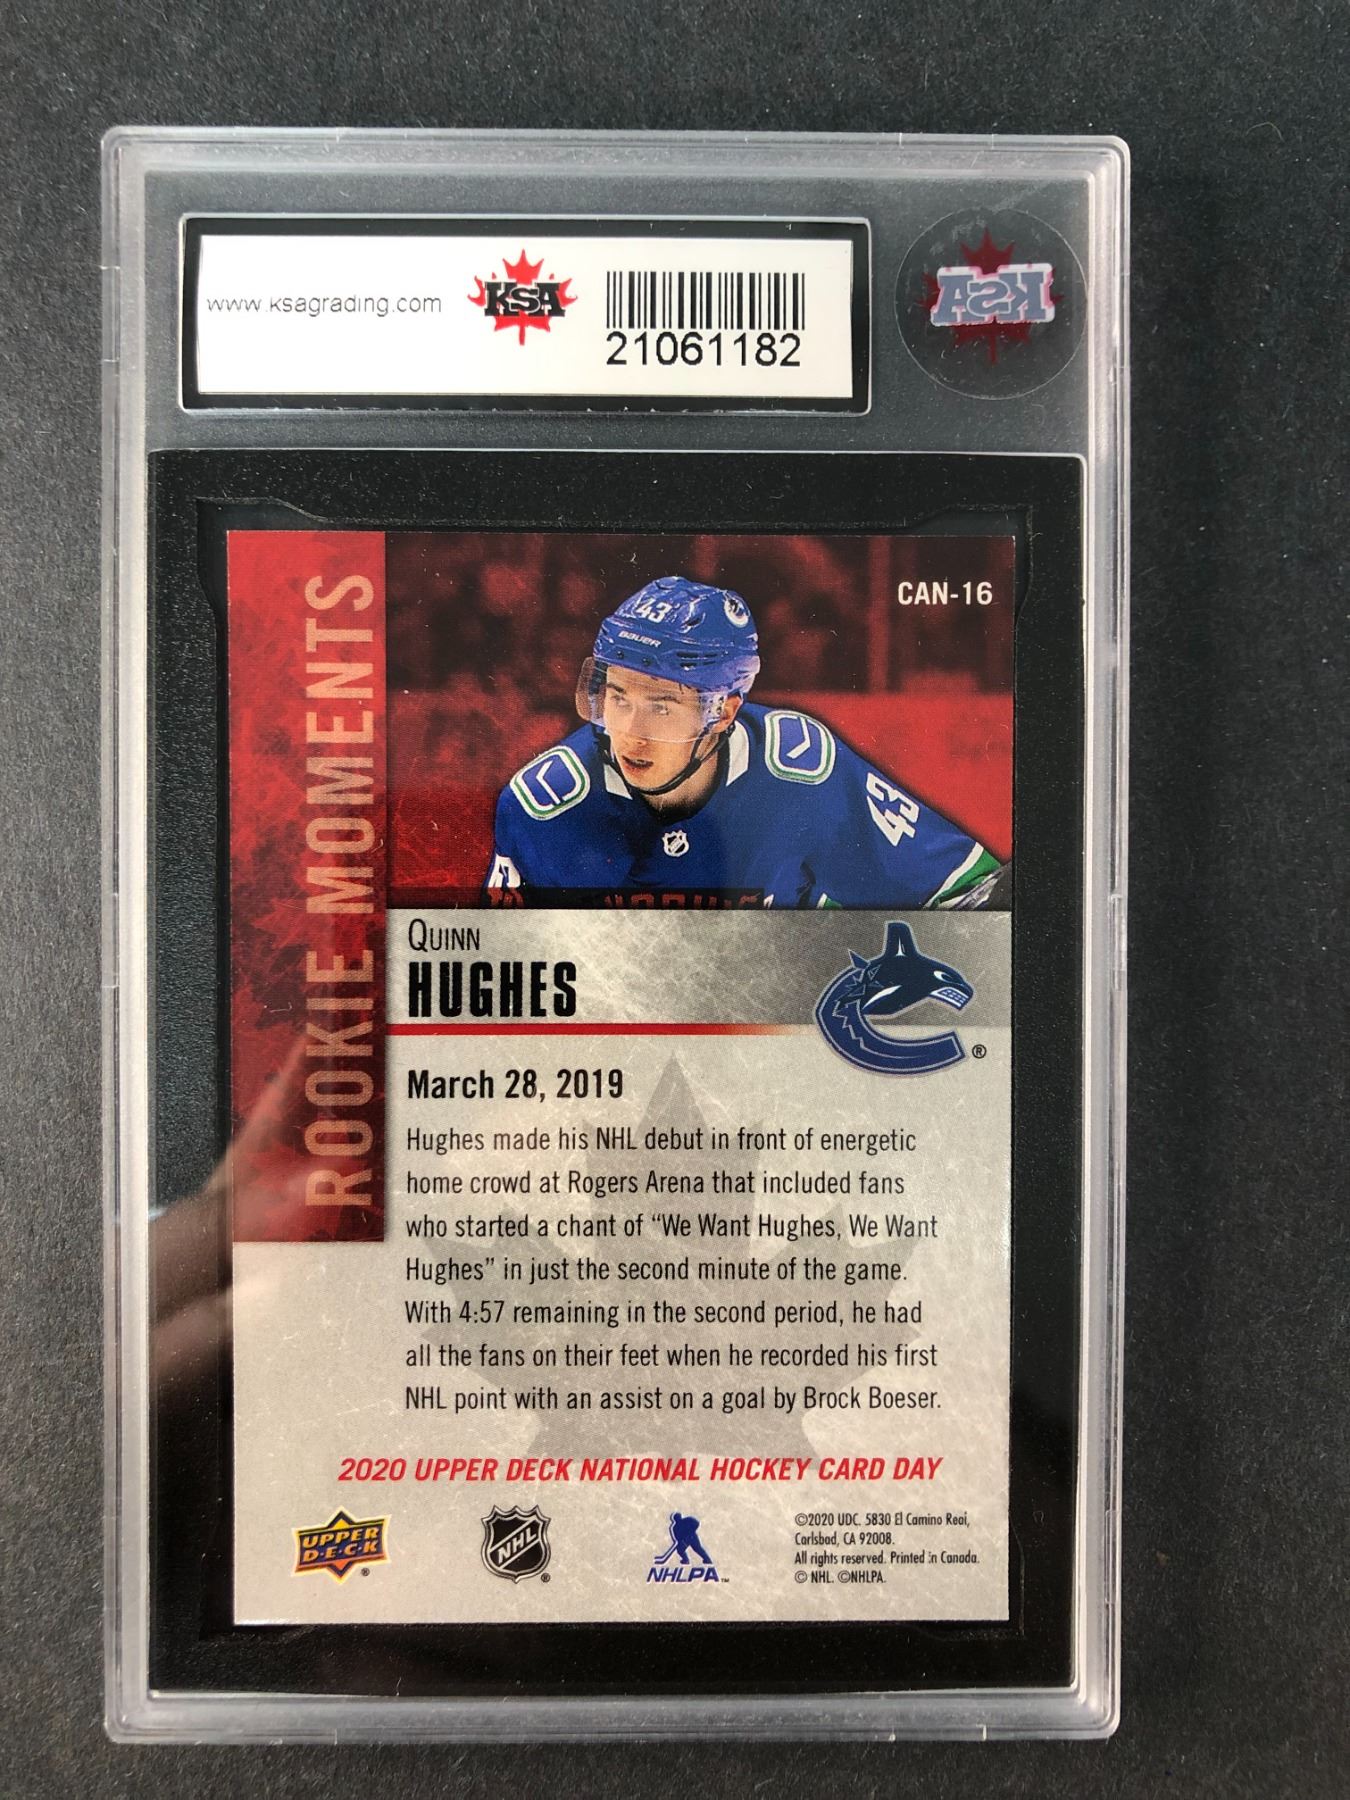 www.ksagrading.com
KSA
21061182
KSA
ROOKIE MOMENTS
CAN-16
43
BAUER
43
QUINN
HUGHES
®
March 28, 2019
Hughes made his NHL debut in front of energetic
home crowd at Rogers Arena that included fans
who started a chant of “We Want Hughes, We Want
Hughes” in just the second minute of the game.
With 4:57 remaining in the second period, he had
all the fans on their feet when he recorded his first
NHL point with an assist on a goal by Brock Boeser.
2020 UPPER DECK NATIONAL HOCKEY CARD DAY
UPPER
D·E·C·K
®
NHL
®
NHLPA™
©2020 UDC. 5830 El Camino Real,
Carlsbad, CA 92008.
All rights reserved. Printed in Canada.
© NHL. ©NHLPA.